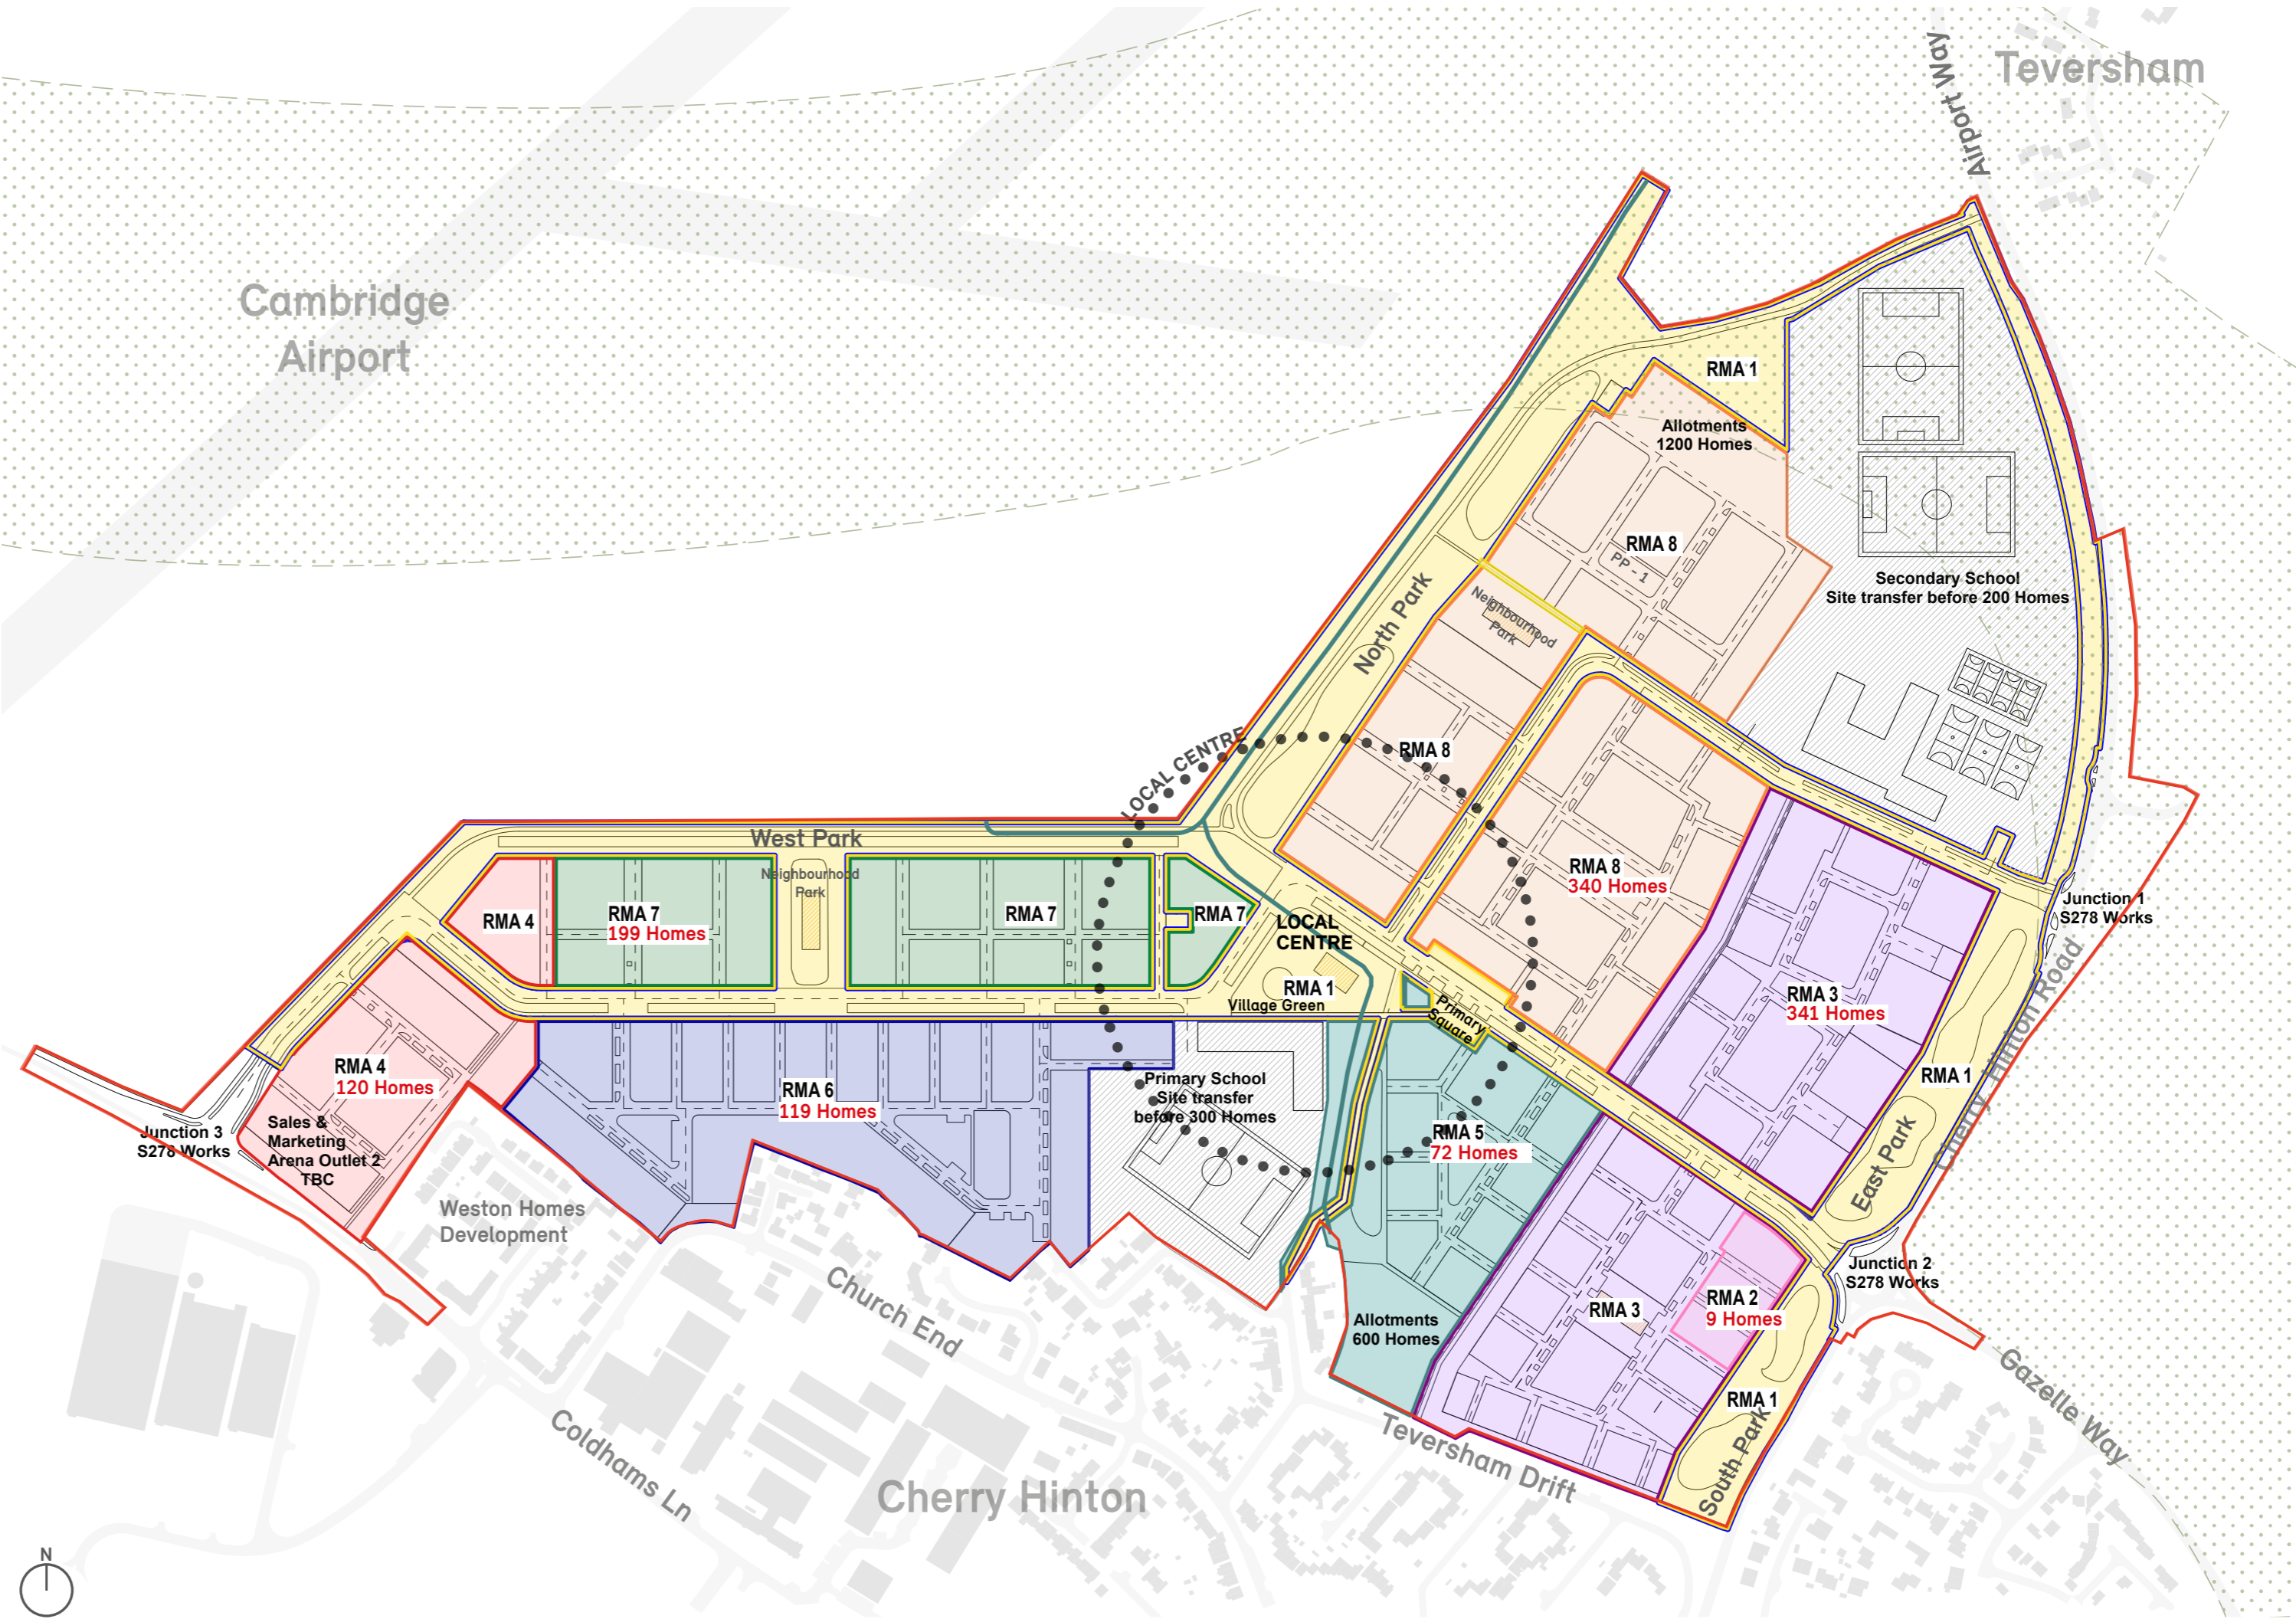 Teversham
Airport Way
Cambridge
Airport
RMA 1
Allotments
1200 Homes
RMA 8
PP - 1
Secondary School
Site transfer before 200 Homes
North Park
Neighbourhood
Park
LOCAL CENTRE
RMA 8
West Park
Neighbourhood
Park
RMA 4
RMA 7
199 Homes
RMA 7
RMA 7
LOCAL
CENTRE
RMA 8
340 Homes
Junction 1
S278 Works
RMA 1
Village Green
Primary
Square
RMA 3
341 Homes
Cherry Hinton Road
RMA 1
East Park
RMA 4
120 Homes
RMA 6
119 Homes
Primary School
Site transfer
before 300 Homes
RMA 5
72 Homes
Junction 3
S278 Works
Sales &
Marketing
Arena Outlet 2
TBC
Weston Homes
Development
Church End
Allotments
600 Homes
RMA 3
RMA 2
9 Homes
Junction 2
S278 Works
RMA 1
South Park
Gazelle Way
Teversham Drift
Coldhams Ln
Cherry Hinton
N